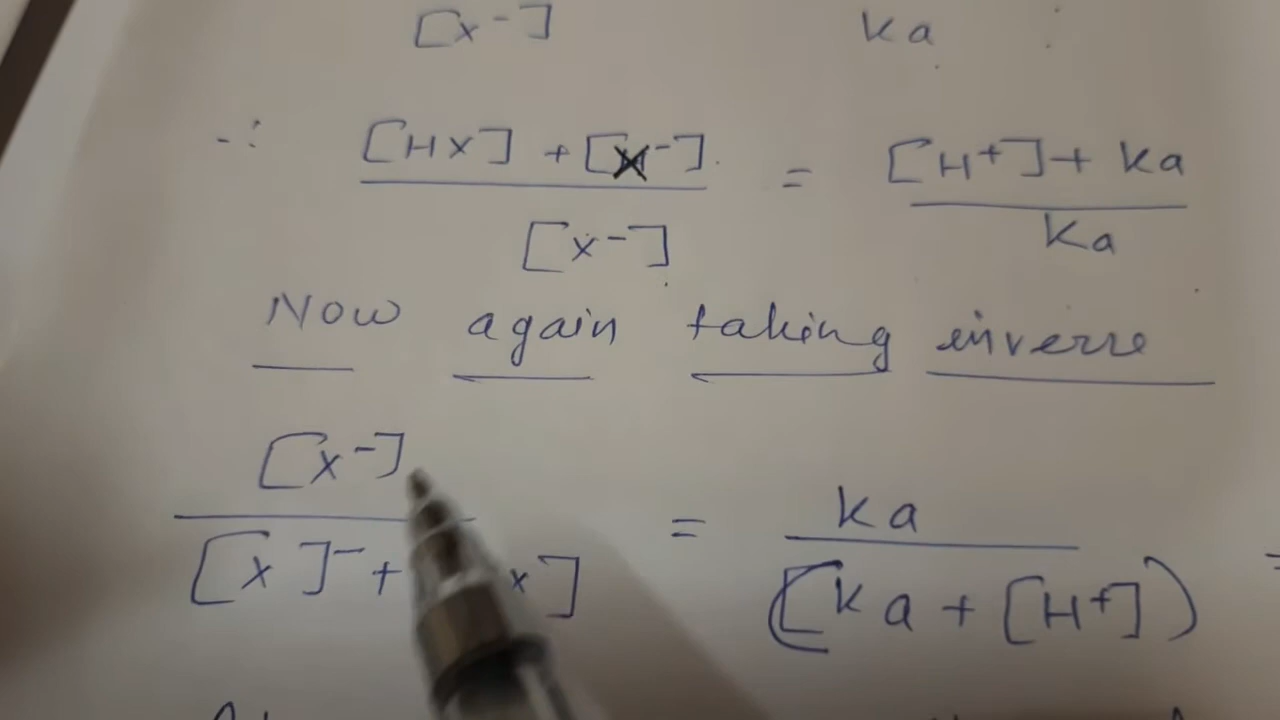 [x⁻] ka
∴ [HX] + [X⁻] = [H⁺] + ka
[x⁻] ka
Now again taking inverse
[x⁻] ka
[x]⁻ + x] = ([ka + [H⁺])